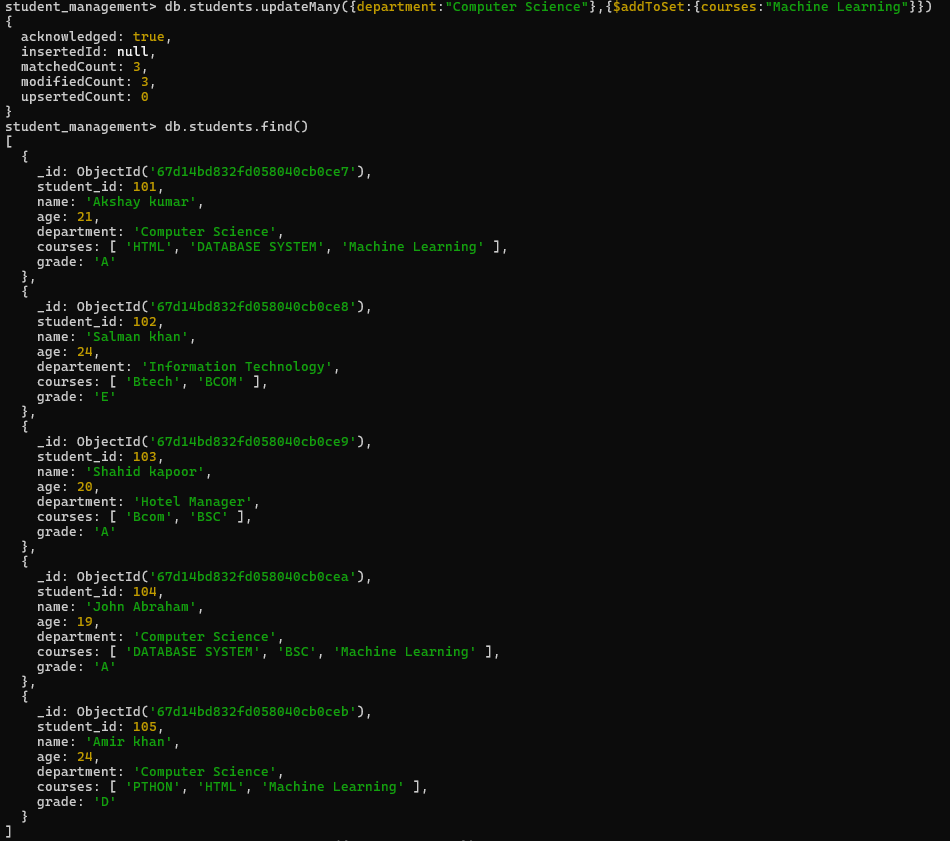 student_management> db.students.updateMany({department:"Computer Science"},{$addToSet:{courses:"Machine Learning"}})
{
  acknowledged: true,
  insertedId: null,
  matchedCount: 3,
  modifiedCount: 3,
  upsertedCount: 0
}
student_management> db.students.find()
[
  {
    _id: ObjectId('67d14bd832fd058040cb0ce7'),
    student_id: 101,
    name: 'Akshay kumar',
    age: 21,
    department: 'Computer Science',
    courses: [ 'HTML', 'DATABASE SYSTEM', 'Machine Learning' ],
    grade: 'A'
  },
  {
    _id: ObjectId('67d14bd832fd058040cb0ce8'),
    student_id: 102,
    name: 'Salman khan',
    age: 24,
    departement: 'Information Technology',
    courses: [ 'Btech', 'BCOM' ],
    grade: 'E'
  },
  {
    _id: ObjectId('67d14bd832fd058040cb0ce9'),
    student_id: 103,
    name: 'Shahid kapoor',
    age: 20,
    department: 'Hotel Manager',
    courses: [ 'Bcom', 'BSC' ],
    grade: 'A'
  },
  {
    _id: ObjectId('67d14bd832fd058040cb0cea'),
    student_id: 104,
    name: 'John Abraham',
    age: 19,
    department: 'Computer Science',
    courses: [ 'DATABASE SYSTEM', 'BSC', 'Machine Learning' ],
    grade: 'A'
  },
  {
    _id: ObjectId('67d14bd832fd058040cb0ceb'),
    student_id: 105,
    name: 'Amir khan',
    age: 24,
    department: 'Computer Science',
    courses: [ 'PTHON', 'HTML', 'Machine Learning' ],
    grade: 'D'
  }
]